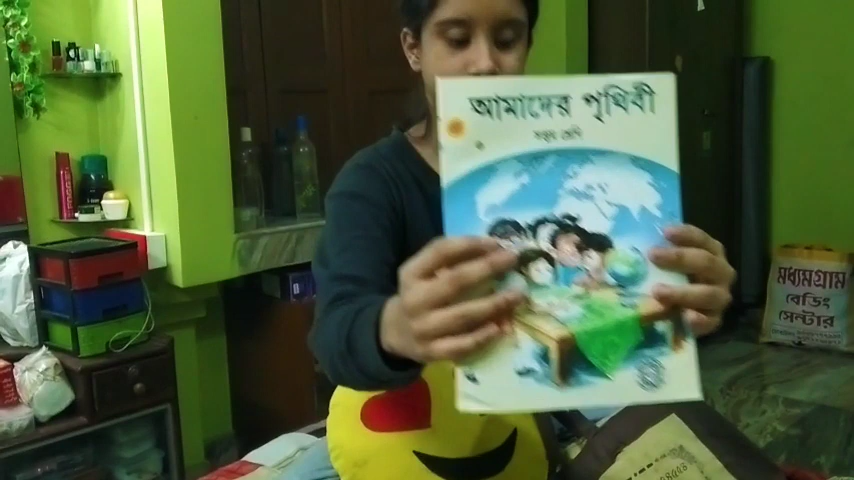 আমাদের পৃথিবী
সপ্তম শ্রেণি
মধ্যমগ্রাম
বেডিং
সেন্টার